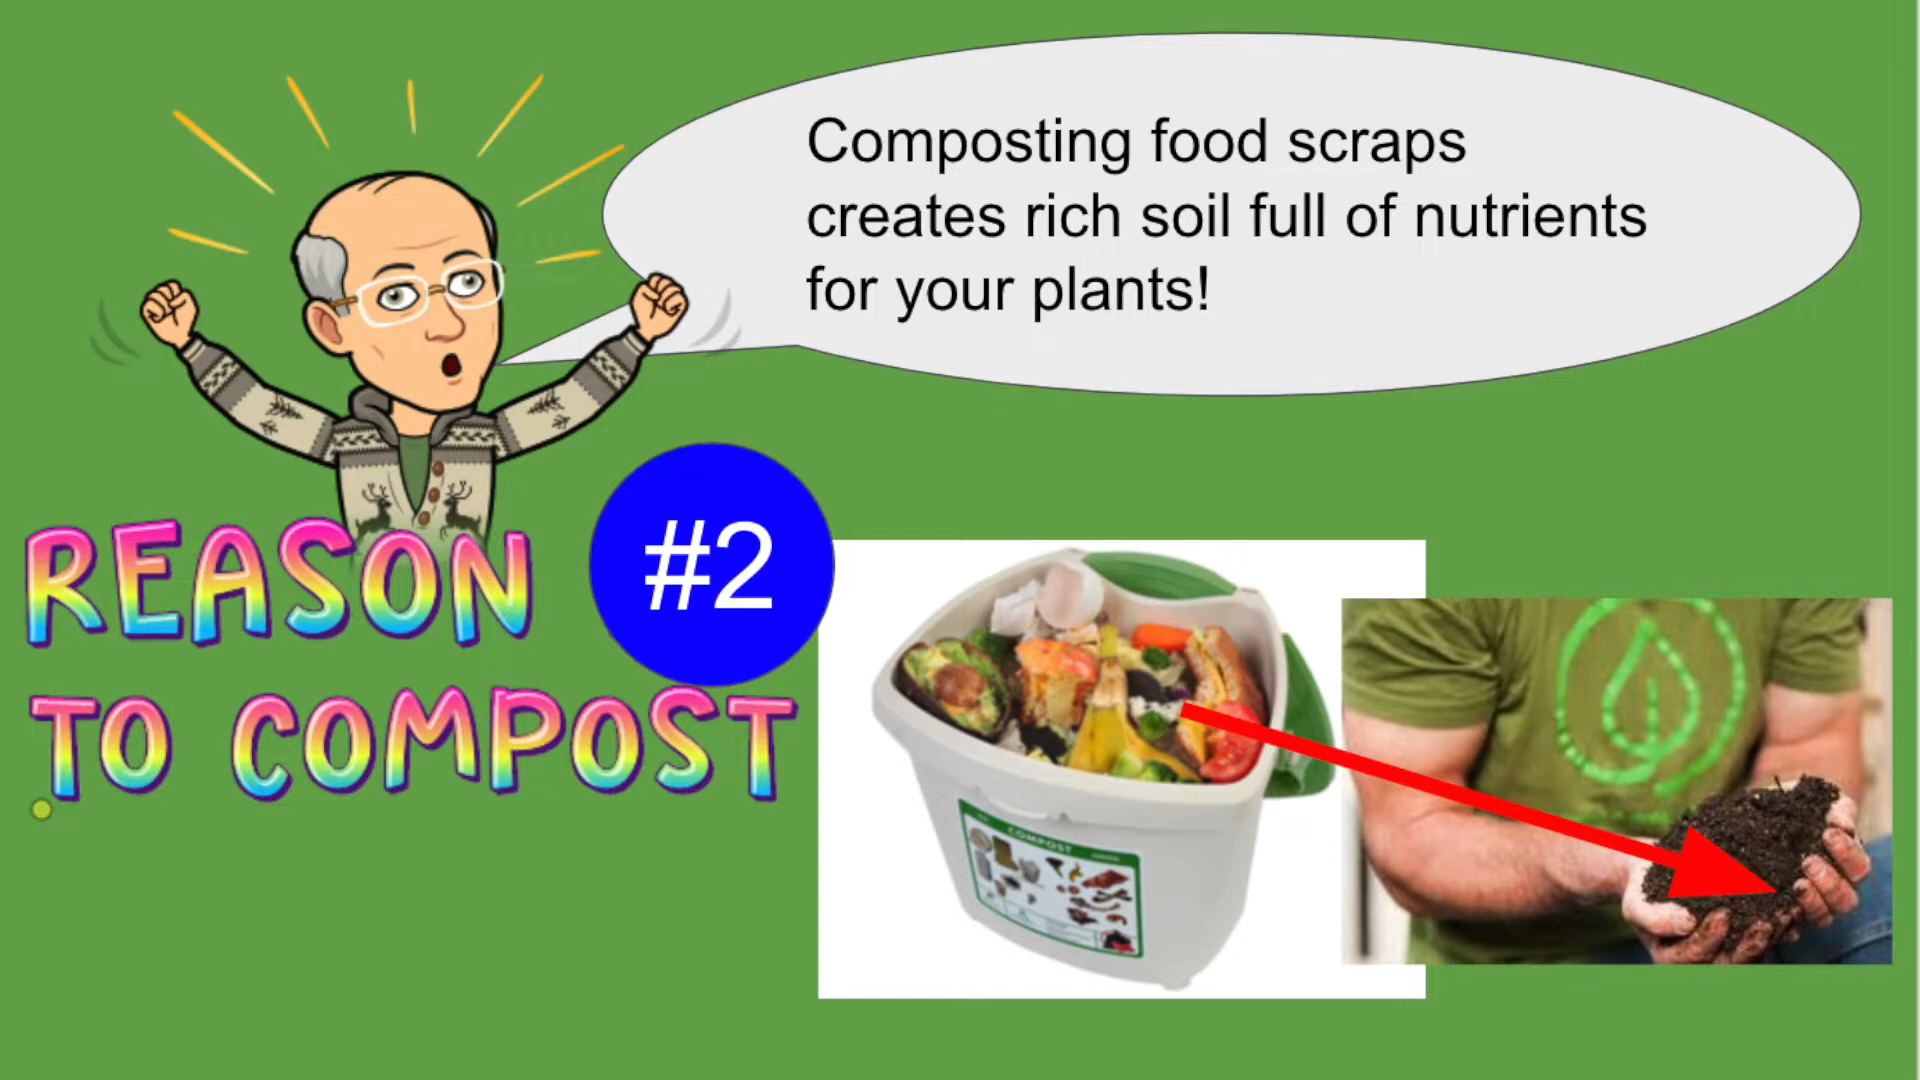 Composting food scraps
creates rich soil full of nutrients
for your plants!
REASON
#2
TO COMPOST
COMPOST